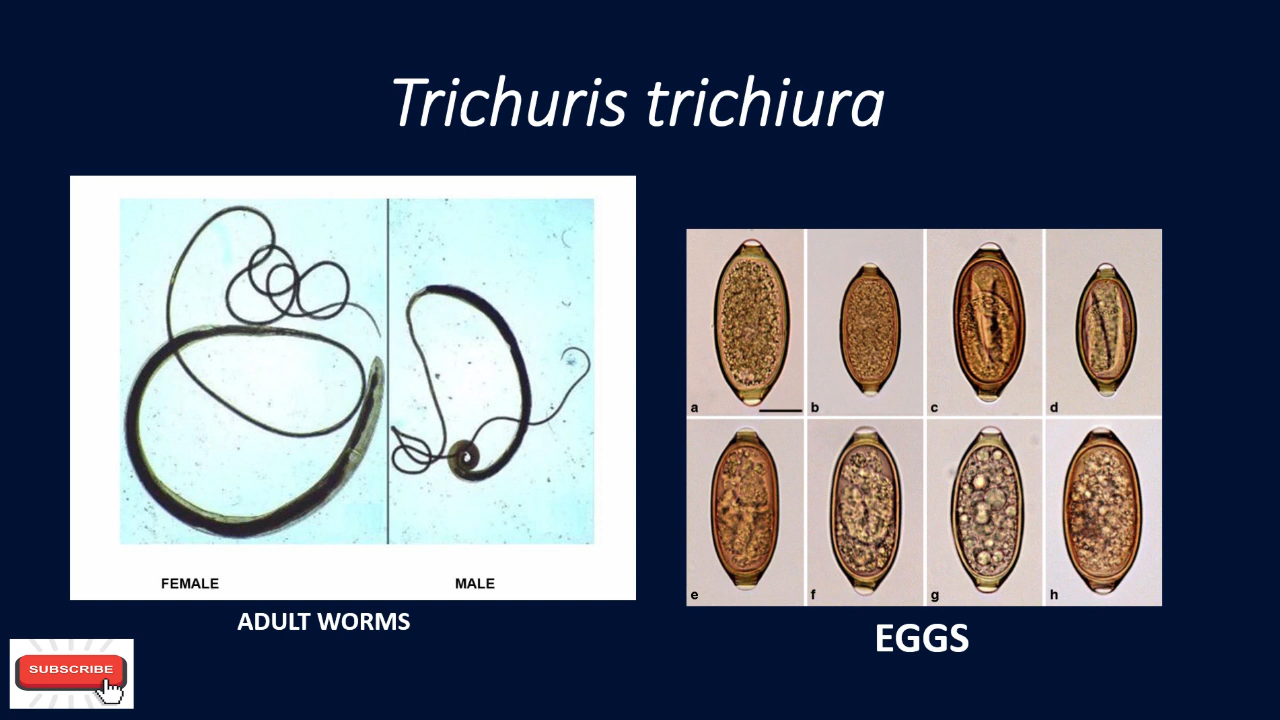 Trichuris trichiura
FEMALE
MALE
ADULT WORMS
a
b
c
d
e
f
g
h
EGGS
SUBSCRIBE